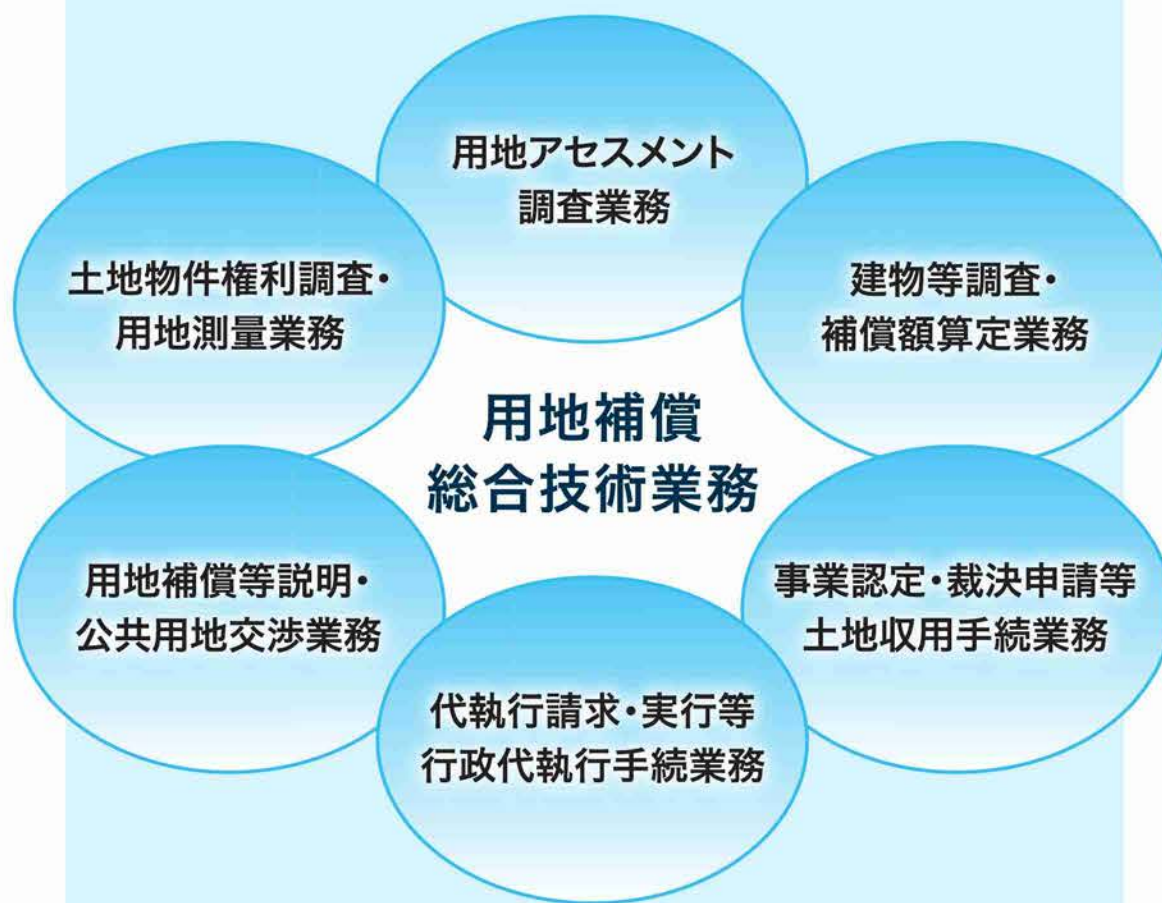 用地アセスメント
調査業務
土地物件権利調査・
用地測量業務
建物等調査・
補償額算定業務
用地補償
総合技術業務
用地補償等説明・
公共用地交渉業務
事業認定・裁決申請等
土地収用手続業務
代執行請求・実行等
行政代執行手続業務